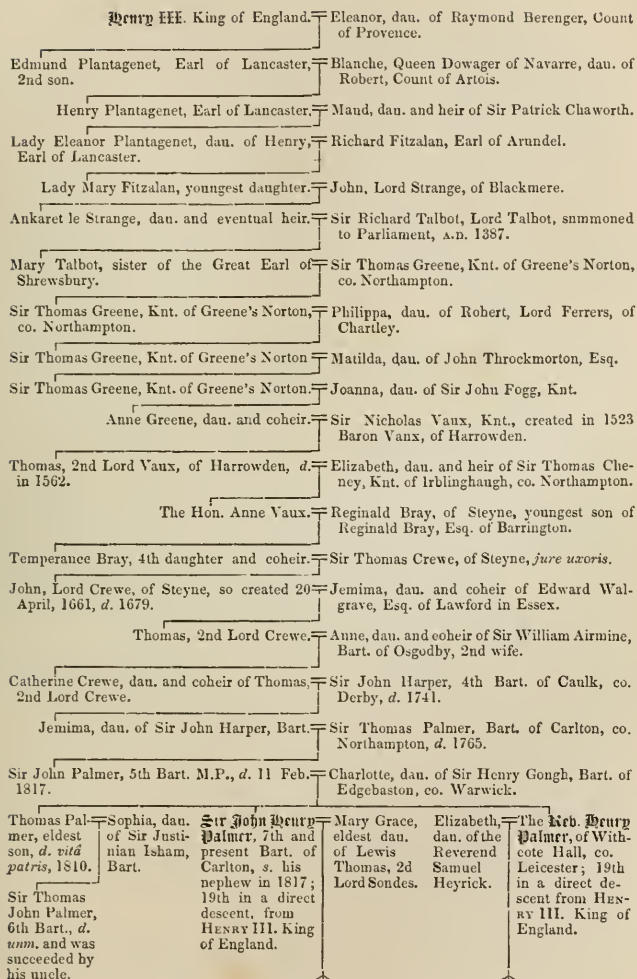 Henry III. King of England. Eleanor, dau. of Raymond Berenger, Count
of Provence.
Edmund Plantagenet, Earl of Lancaster, Blanche, Queen Dowager of Navarre, dau. of
2nd son. Robert, Count of Artois.
Henry Plantagenet, Earl of Lancaster. Maud, dau. and heir of Sir Patrick Chaworth.
Lady Eleanor Plantagenet, dau. of Henry, Richard Fitzalan, Earl of Arundel.
Earl of Lancaster.
Lady Mary Fitzalan, youngest daughter. John, Lord Strange, of Blackmere.
Ankaret le Strange, dau. and eventual heir. Sir Richard Talbot, Lord Talbot, summoned
to Parliament, A.D. 1387.
Mary Talbot, sister of the Great Earl of Sir Thomas Greene, Knt. of Greene's Norton,
Shrewsbury. co. Northampton.
Sir Thomas Greene, Knt. of Greene's Norton, Philippa, dau. of Robert, Lord Ferrers, of
co. Northampton. Chartley.
Sir Thomas Greene, Knt. of Greene's Norton Matilda, dau. of John Throckmorton, Esq.
Sir Thomas Greene, Knt. of Greene's Norton. Joanna, dau. of Sir John Fogg, Knt.
Anne Greene, dau. and coheir. Sir Nicholas Vaux, Knt., created in 1523
Baron Vaux, of Harrowden.
Thomas, 2nd Lord Vaux, of Harrowden, d. Elizabeth, dau. and heir of Sir Thomas Che-
in 1562. ney, Knt. of Irblinghaugh, co. Northampton.
The Hon. Anne Vaux. Reginald Bray, of Steyne, youngest son of
Reginald Bray, Esq. of Barrington.
Temperance Bray, 4th daughter and coheir. Sir Thomas Crewe, of Steyne, jure uxoris.
John, Lord Crewe, of Steyne, so created 20 Jemima, dau. and coheir of Edward Wal-
April, 1661, d. 1679. grave, Esq. of Lawford in Essex.
Thomas, 2nd Lord Crewe. Anne, dau. and coheir of Sir William Airmine,
Bart. of Osgodby, 2nd wife.
Catherine Crewe, dau. and coheir of Thomas, Sir John Harper, 4th Bart. of Caulk, co.
2nd Lord Crewe. Derby, d. 1741.
Jemima, dau. of Sir John Harper, Bart. Sir Thomas Palmer, Bart. of Carlton, co.
Northampton, d. 1765.
Sir John Palmer, 5th Bart. M.P., d. 11 Feb. Charlotte, dau. of Sir Henry Gough, Bart. of
1817. Edgebaston, co. Warwick.
Thomas Pal-
mer, eldest
son, d. vitâ
patris, 1810.
Sophia, dau.
of Sir Justi-
nian Isham,
Bart.
Sir John Henry
Palmer, 7th and
present Bart. of
Carlton, s. his
nephew in 1817;
19th in a direct
descent, from
HENRY III. King
of England.
Mary Grace,
eldest dau.
of Lewis
Thomas, 2d
Lord Sondes.
Elizabeth,
dau. of the
Reverend
Samuel
Heyrick.
The Reb. Henry
Palmer, of With-
cote Hall, co.
Leicester; 19th
in a direct de-
scent from HEN-
RY III. King of
England.
Sir Thomas
John Palmer,
6th Bart., d.
unm. and was
succeeded by
his uncle.